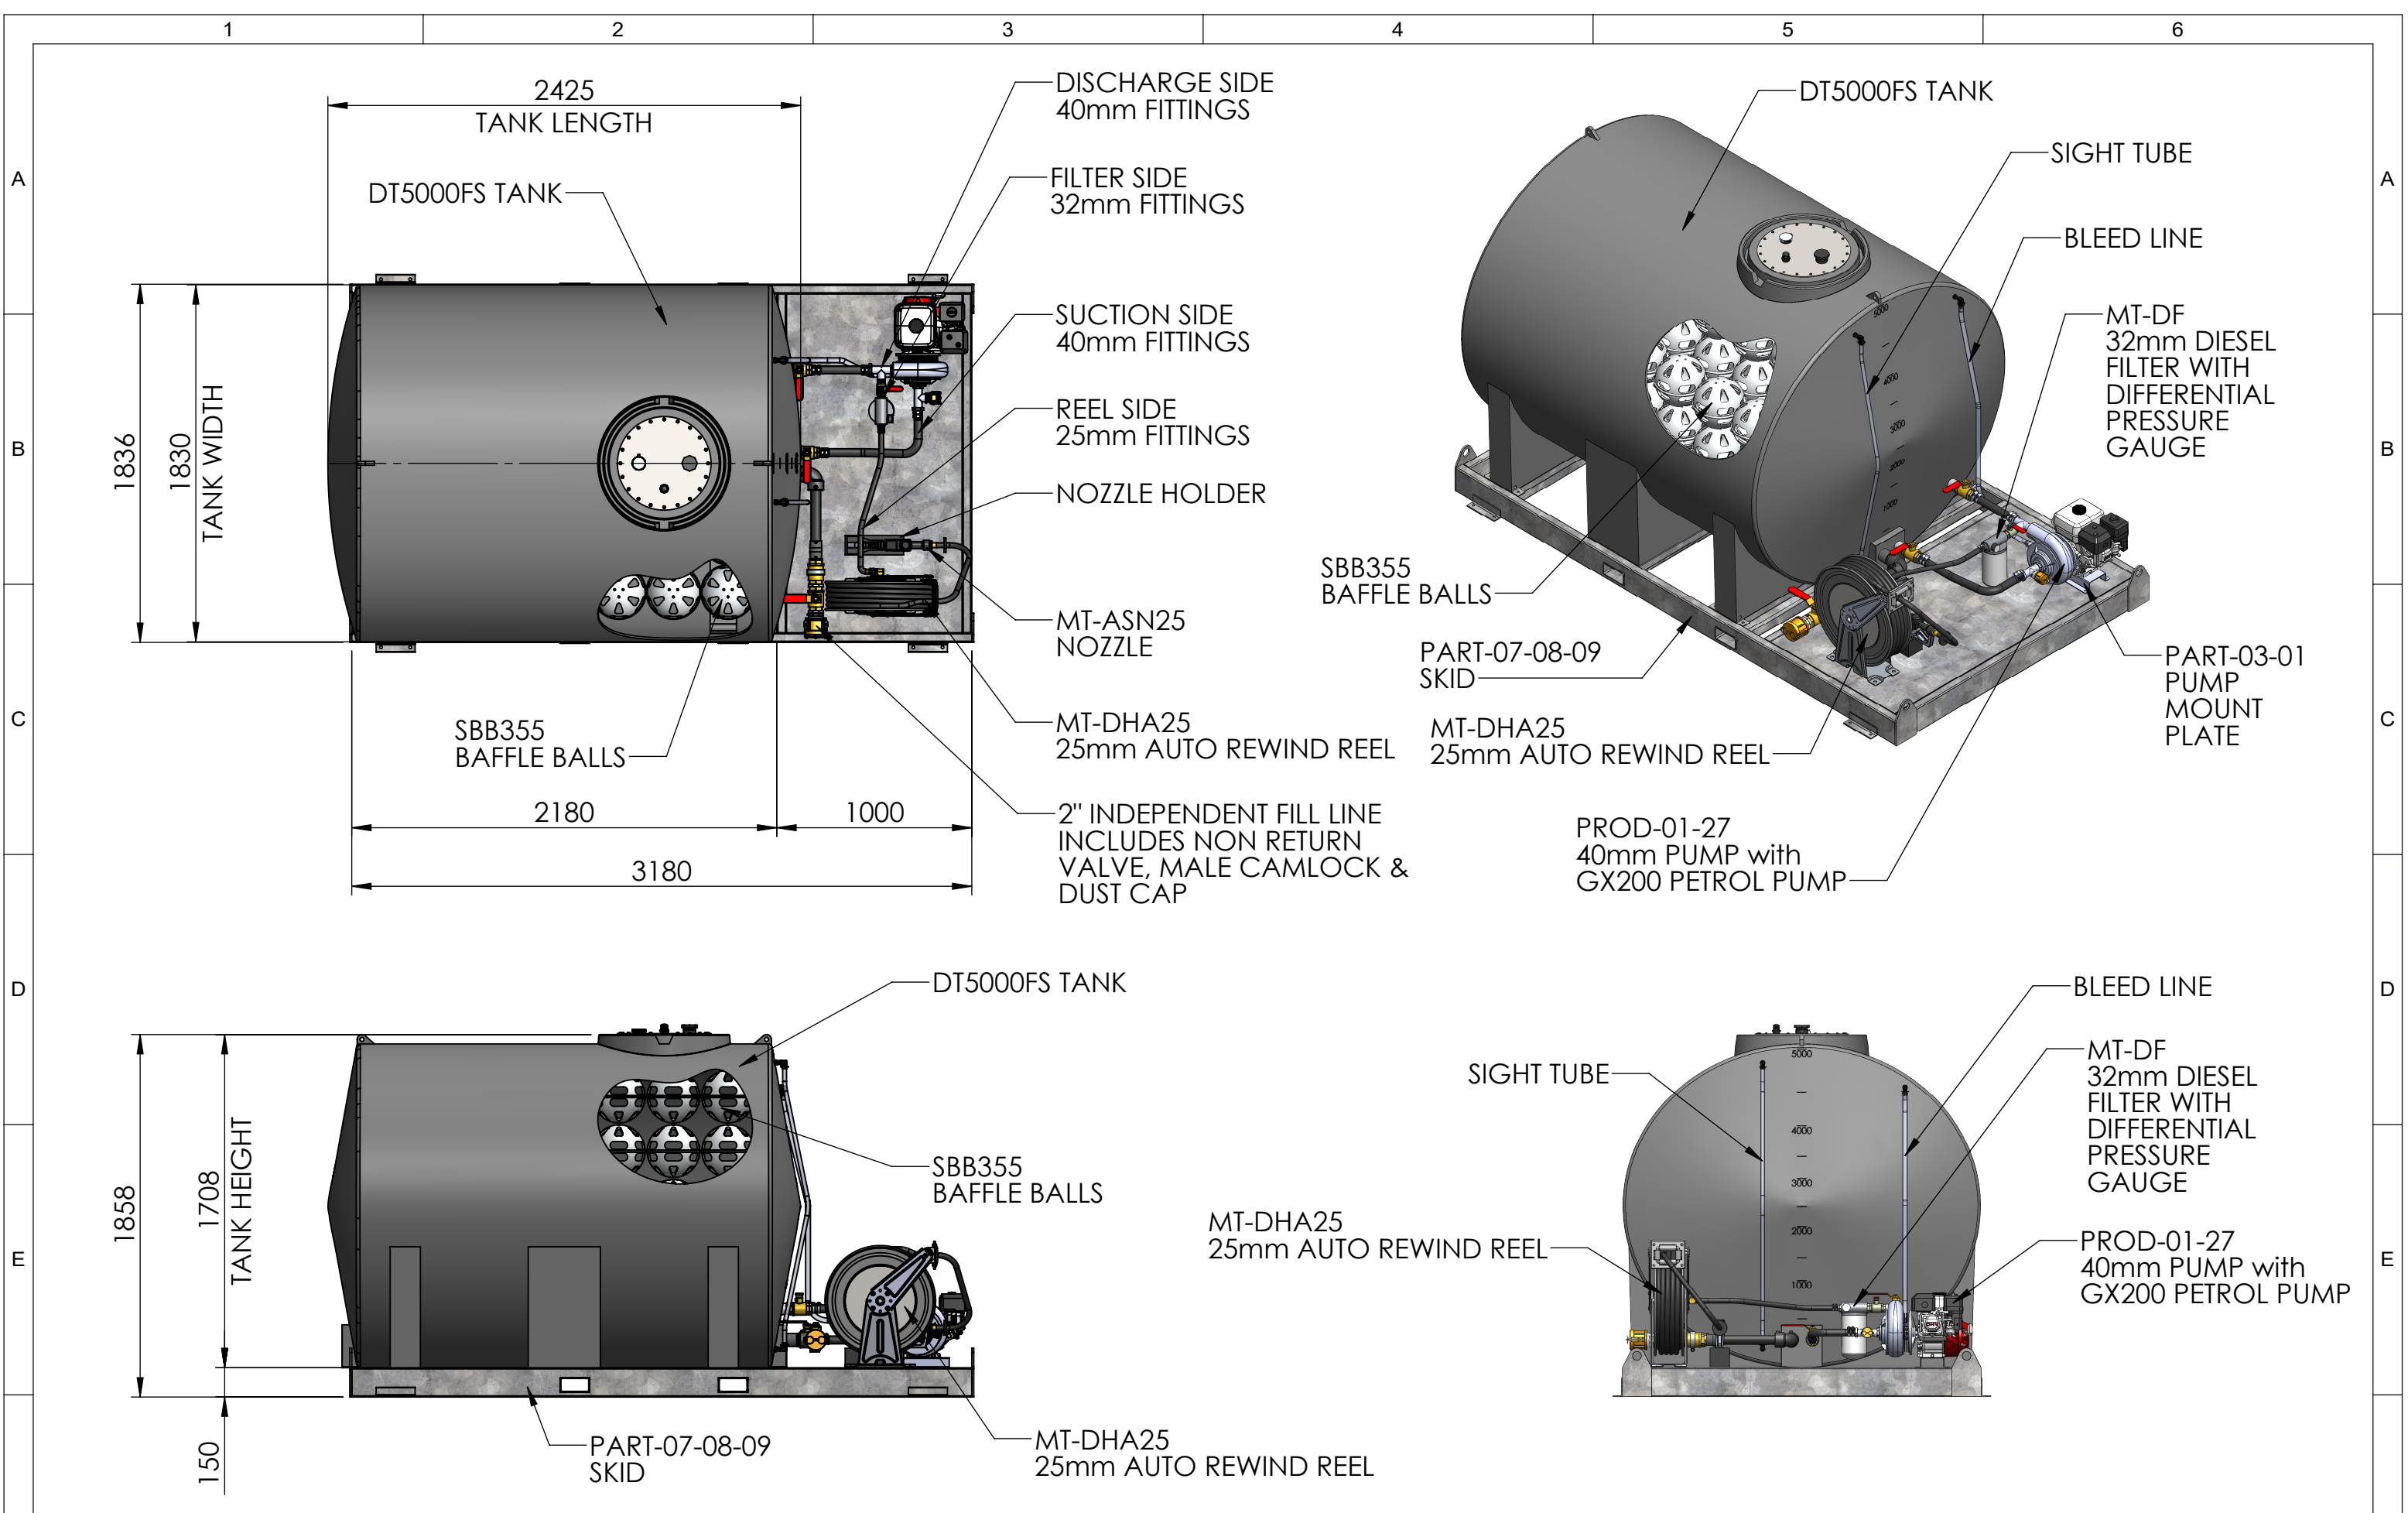 1 2 3 4 5 6
A
B
C
D
E
A
B
C
D
E
2425
TANK LENGTH
DT5000FS TANK
1836
1830
TANK WIDTH
SBB355
BAFFLE BALLS
2180
1000
3180
DISCHARGE SIDE
40mm FITTINGS
FILTER SIDE
32mm FITTINGS
SUCTION SIDE
40mm FITTINGS
REEL SIDE
25mm FITTINGS
NOZZLE HOLDER
MT-ASN25
NOZZLE
MT-DHA25
25mm AUTO REWIND REEL
2" INDEPENDENT FILL LINE
INCLUDES NON RETURN
VALVE, MALE CAMLOCK &
DUST CAP
DT5000FS TANK
SIGHT TUBE
BLEED LINE
MT-DF
32mm DIESEL
FILTER WITH
DIFFERENTIAL
PRESSURE
GAUGE
5000
4000
3000
2000
1000
SBB355
BAFFLE BALLS
PART-07-08-09
SKID
MT-DHA25
25mm AUTO REWIND REEL
PROD-01-27
40mm PUMP with
GX200 PETROL PUMP
PART-03-01
PUMP
MOUNT
PLATE
DT5000FS TANK
1858
1708
TANK HEIGHT
150
SBB355
BAFFLE BALLS
PART-07-08-09
SKID
MT-DHA25
25mm AUTO REWIND REEL
SIGHT TUBE
BLEED LINE
MT-DF
32mm DIESEL
FILTER WITH
DIFFERENTIAL
PRESSURE
GAUGE
5000
4000
3000
2000
1000
MT-DHA25
25mm AUTO REWIND REEL
PROD-01-27
40mm PUMP with
GX200 PETROL PUMP